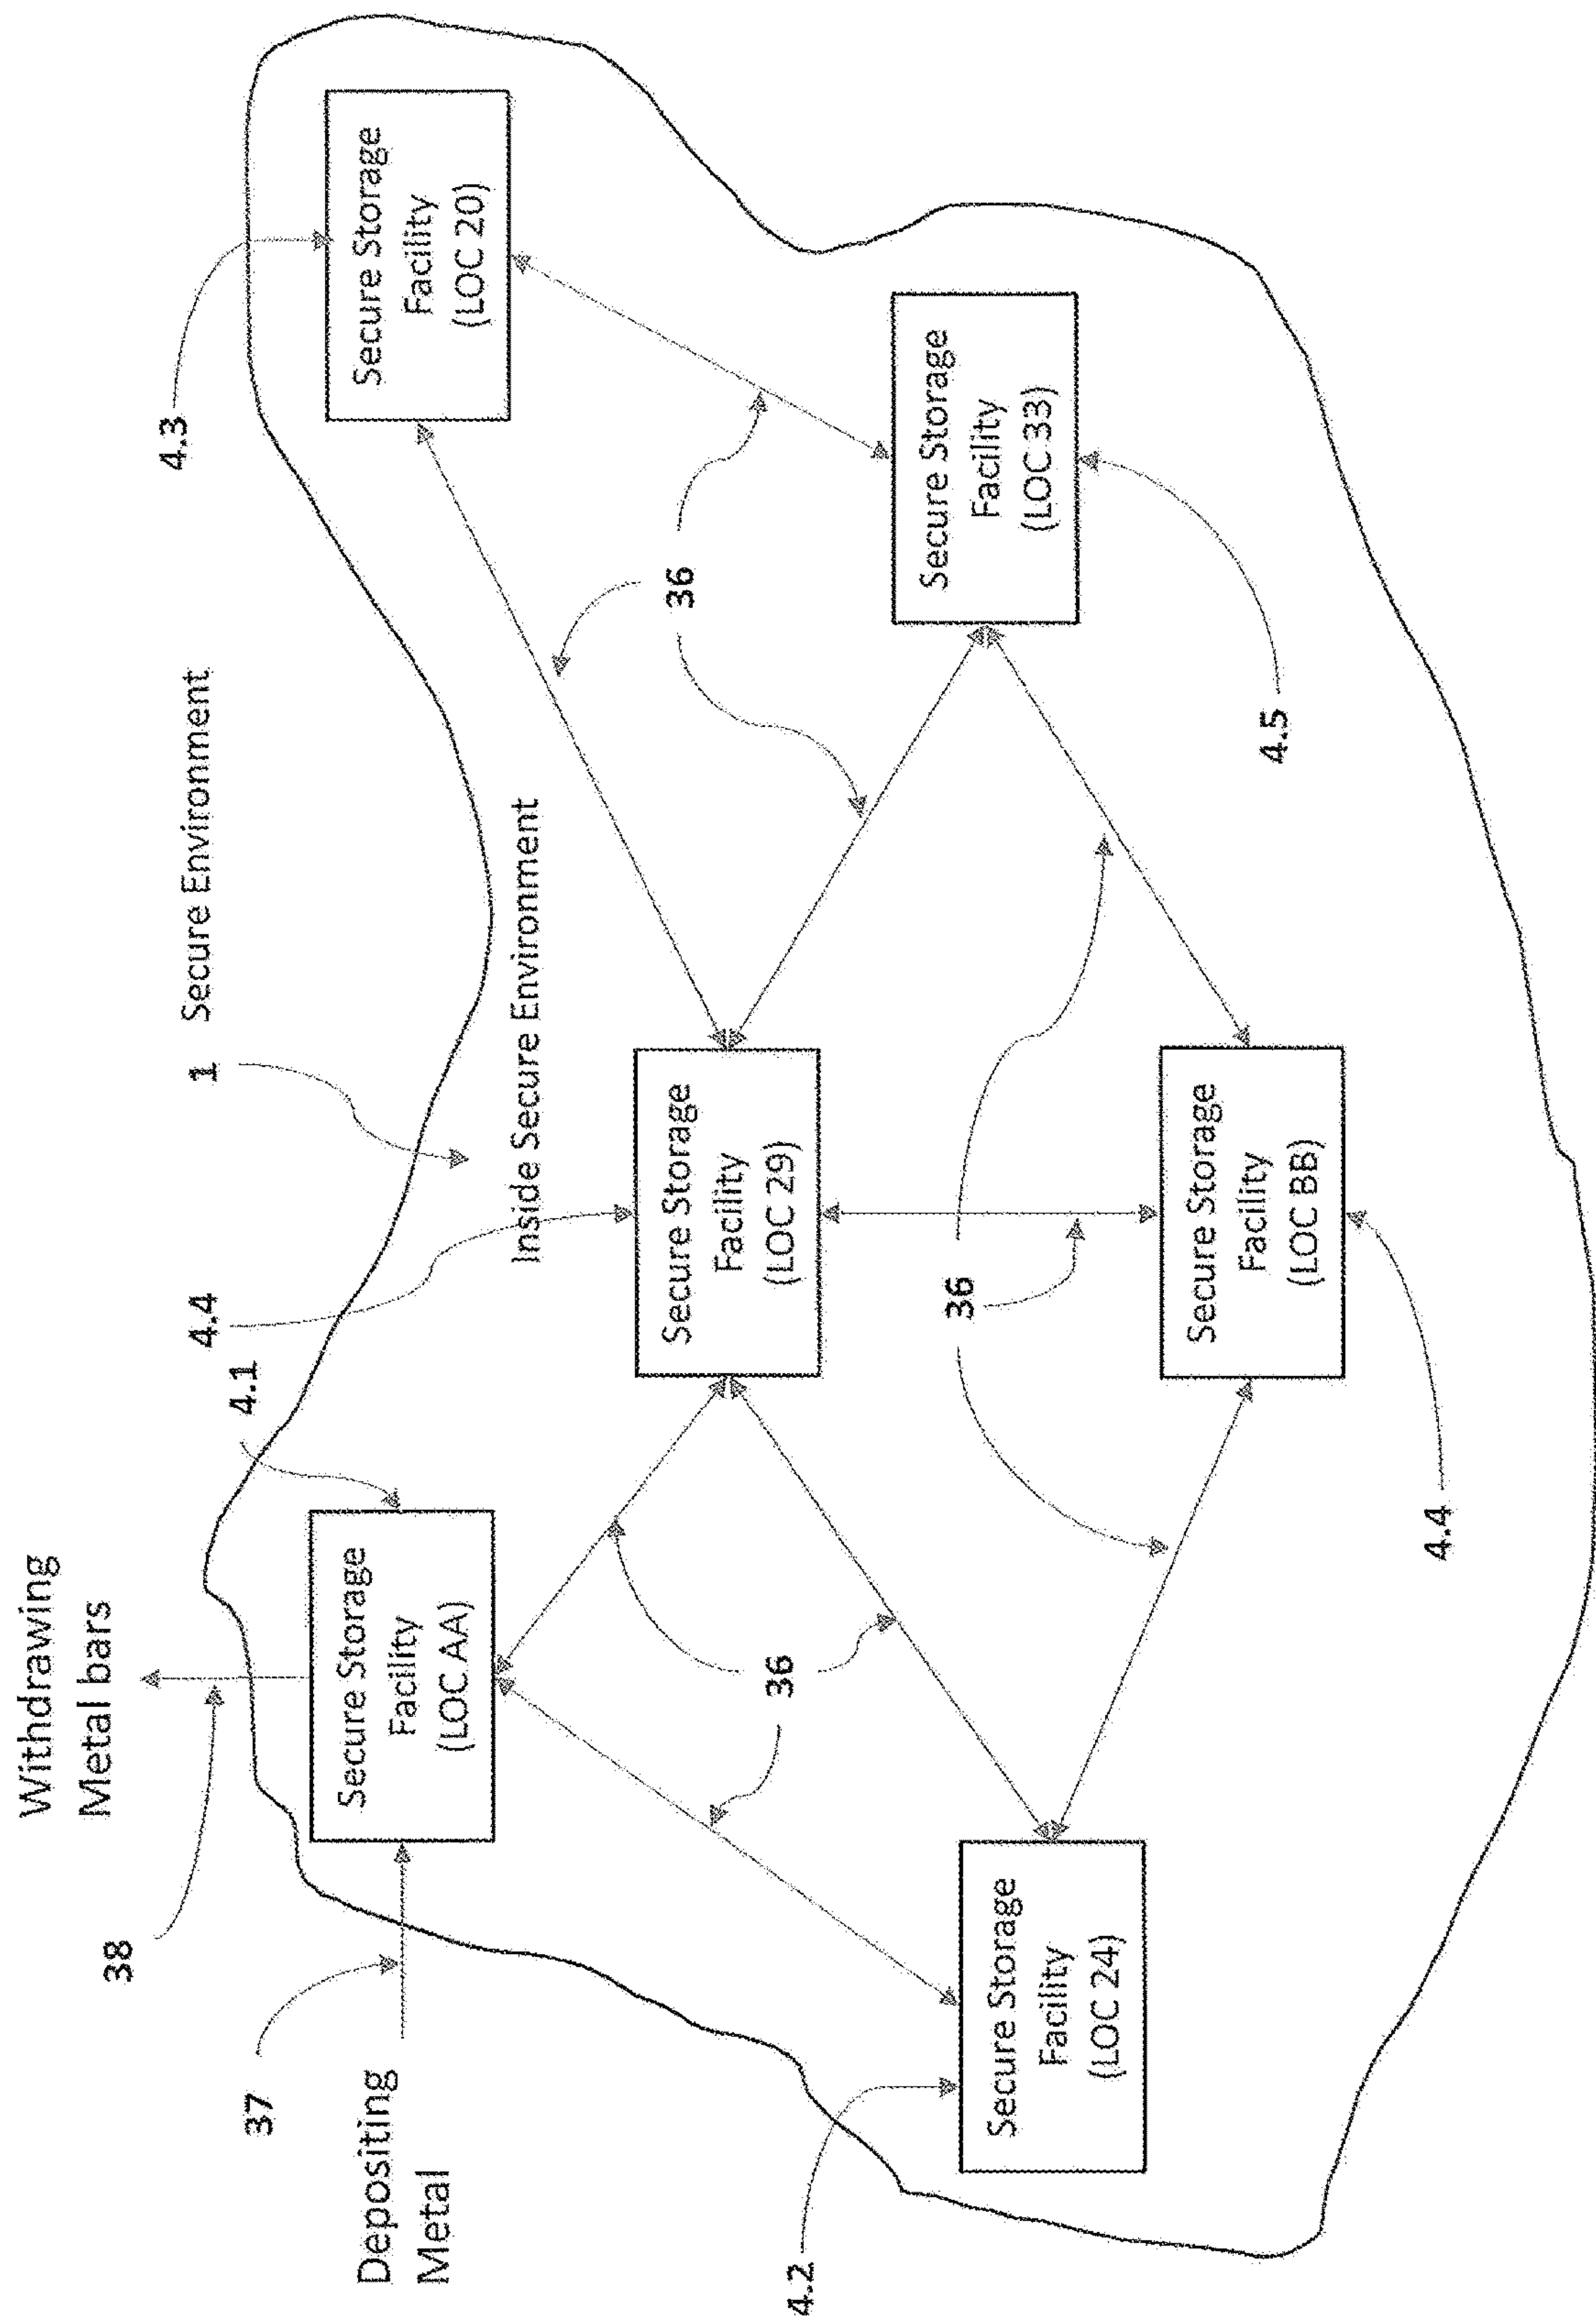 Withdrawing
Metal bars
38
37
Depositing
Metal
4.1
4.4
1 Secure Environment
4.3
Inside Secure Environment
Secure Storage
Facility
(LOC AA)
Secure Storage
Facility
(LOC 20)
36
36
Secure Storage
Facility
(LOC 29)
Secure Storage
Facility
(LOC 33)
4.2
Secure Storage
Facility
(LOC 24)
36
Secure Storage
Facility
(LOC BB)
4.5
4.4